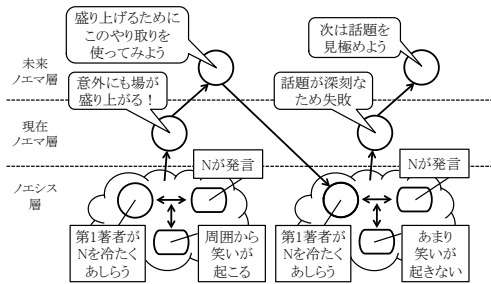 盛り上げるために
このやり取りを
使ってみよう
次は話題を
見極めよう
未来
ノエマ層
意外にも場が
盛り上がる！
話題が深刻な
ため失敗
現在
ノエマ層
Nが発言
Nが発言
ノエシス
層
第1著者が
Nを冷たく
あしらう
周囲から
笑いが
起こる
第1著者が
Nを冷たく
あしらう
あまり
笑いが
起きない